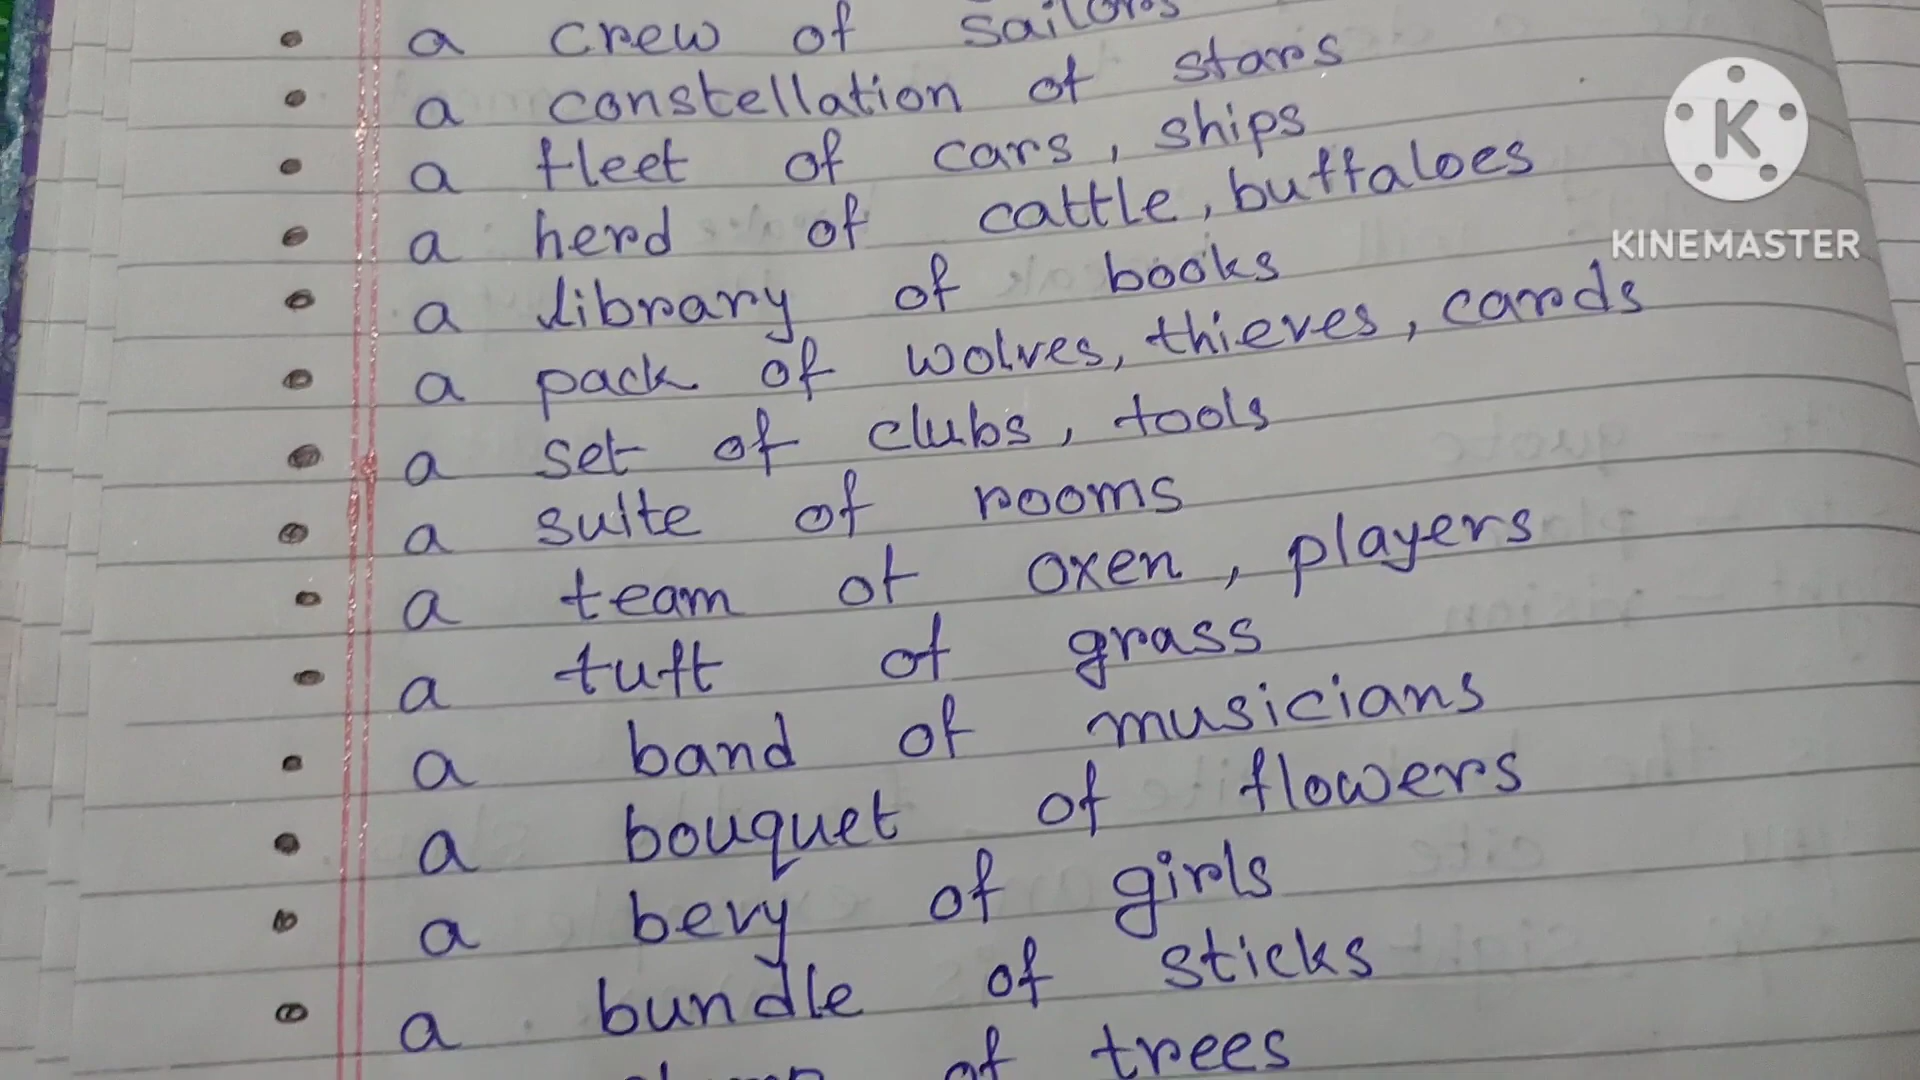 a crew of sailors
a constellation of stars
a fleet of cars, ships
a herd of cattle, buffaloes
a library of books
a pack of wolves, thieves, cards
a set of clubs, tools
a suite of rooms
a team of oxen, players
a tuft of grass
a band of musicians
a bouquet of flowers
a bevy of girls
a bundle of sticks
of trees
K
KINEMASTER